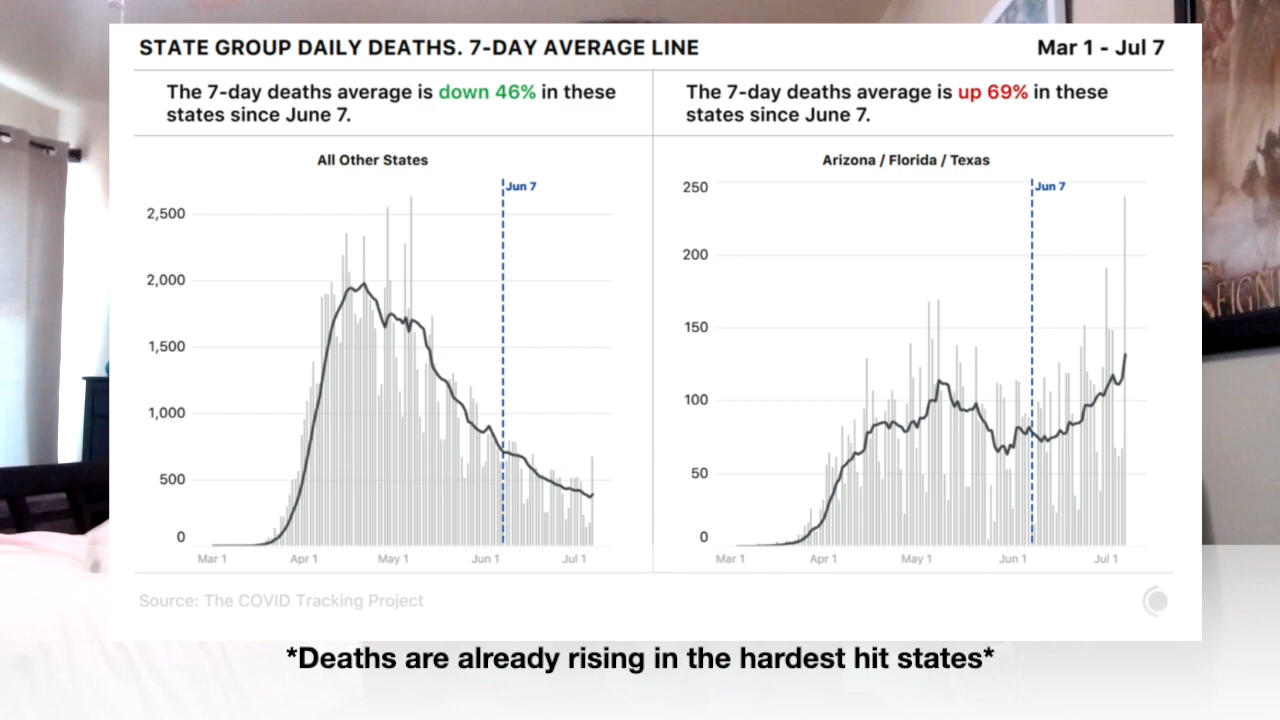 STATE GROUP DAILY DEATHS. 7-DAY AVERAGE LINE
Mar 1 - Jul 7
The 7-day deaths average is down 46% in these
states since June 7.
The 7-day deaths average is up 69% in these
states since June 7.
All Other States
Jun 7
2,500
2,000
1,500
1,000
500
0
Mar 1 Apr 1 May 1 Jun 1 Jul 1
Arizona / Florida / Texas
Jun 7
250
200
150
100
50
0
Mar 1 Apr 1 May 1 Jun 1 Jul 1
Source: The COVID Tracking Project
*Deaths are already rising in the hardest hit states*